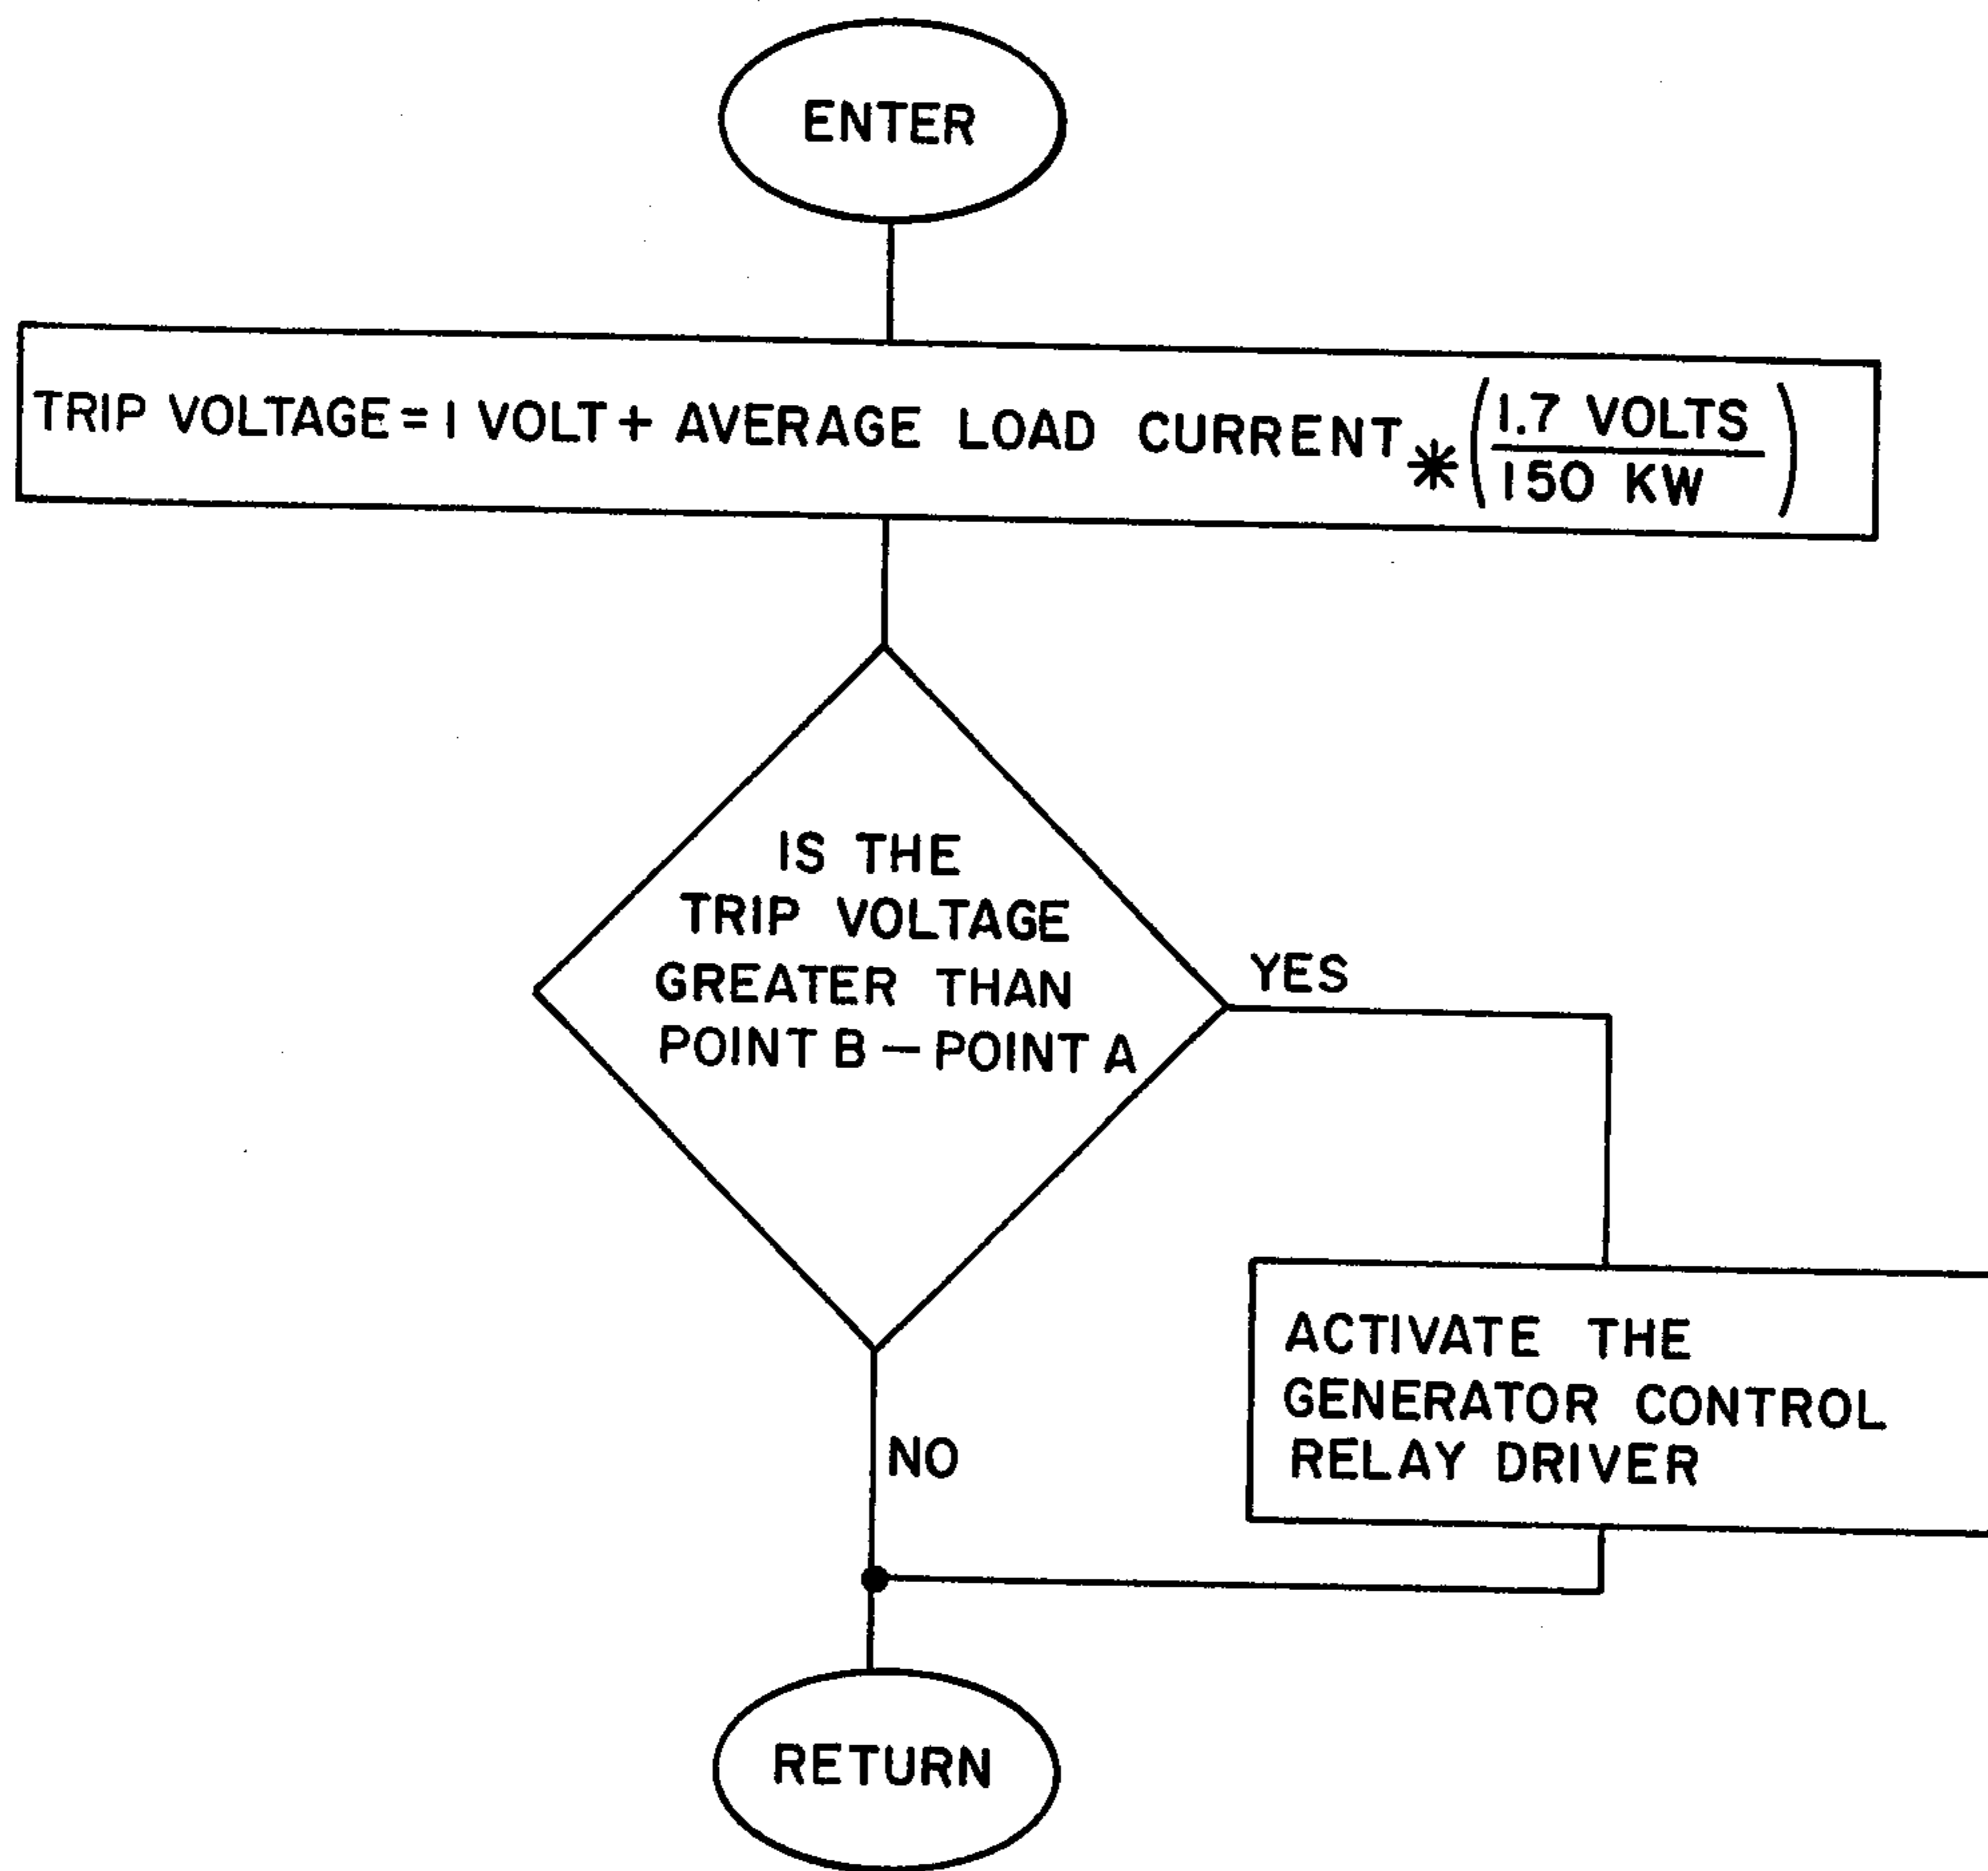 ENTER
TRIP VOLTAGE = 1 VOLT + AVERAGE LOAD CURRENT * (1.7 VOLTS
150 KW)
IS THE
TRIP VOLTAGE
GREATER THAN
POINT B — POINT A
YES
ACTIVATE THE
GENERATOR CONTROL
RELAY DRIVER
NO
RETURN